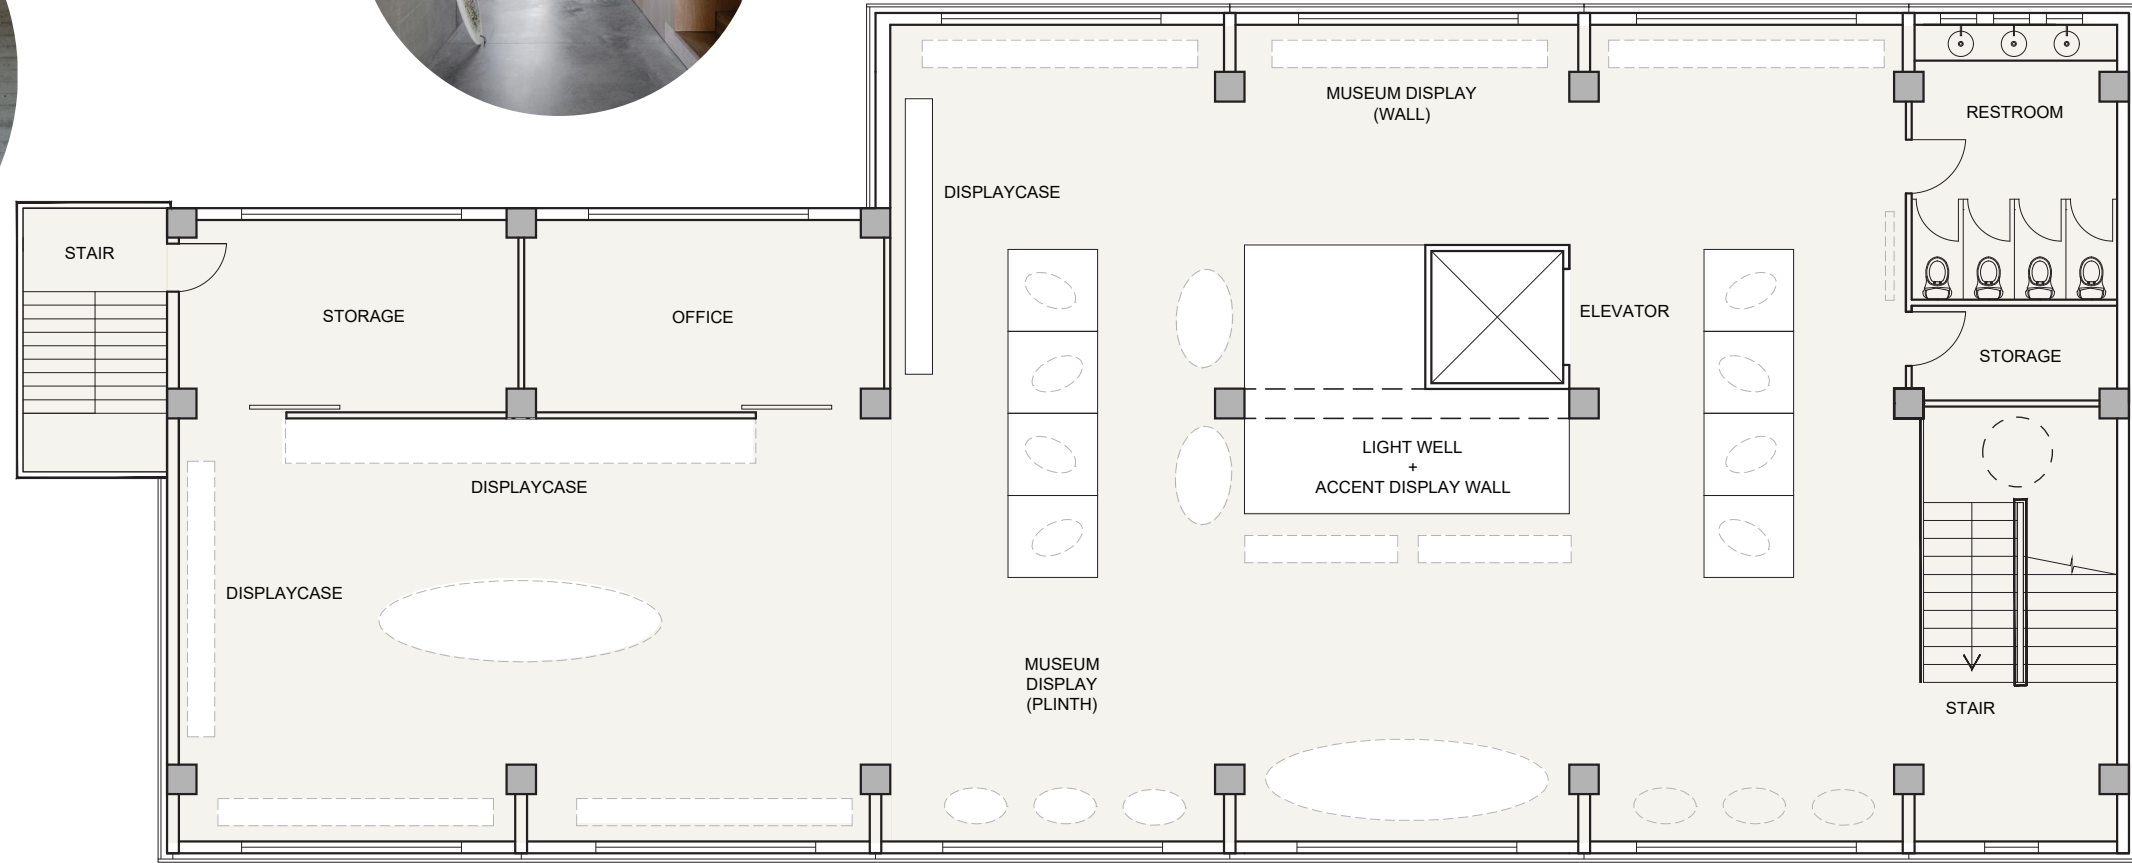 MUSEUM DISPLAY
(WALL)
RESTROOM
DISPLAYCASE
STAIR
STORAGE
OFFICE
ELEVATOR
STORAGE
LIGHT WELL
+
ACCENT DISPLAY WALL
DISPLAYCASE
DISPLAYCASE
MUSEUM
DISPLAY
(PLINTH)
STAIR